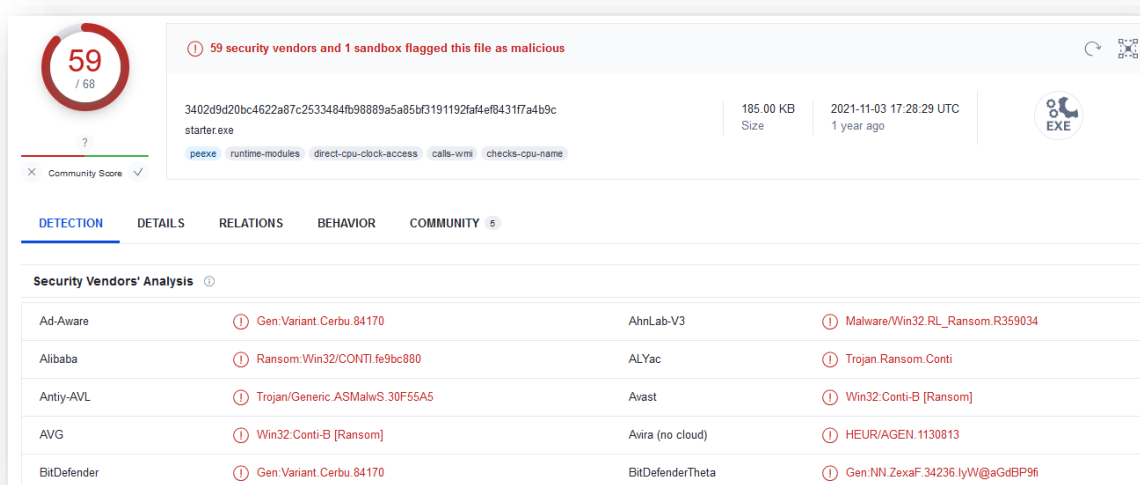 59
/ 68
?
Community Score
59 security vendors and 1 sandbox flagged this file as malicious
3402d9d20bc4622a87c2533484fb98889a5a85bf3191192faf4ef8431f7a4b9c
starter.exe
peexe runtime-modules direct-cpu-clock-access calls-wmi checks-cpu-name
185.00 KB
Size
2021-11-03 17:28:29 UTC
1 year ago
EXE
DETECTION DETAILS RELATIONS BEHAVIOR COMMUNITY 5
Security Vendors' Analysis
Ad-Aware Gen:Variant.Cerbu.84170 AhnLab-V3 Malware/Win32.RL_Ransom.R359034
Alibaba Ransom:Win32/CONTI.fe9bc880 ALYac Trojan.Ransom.Conti
Antiy-AVL Trojan/Generic.ASMalwS.30F55A5 Avast Win32:Conti-B [Ransom]
AVG Win32:Conti-B [Ransom] Avira (no cloud) HEUR/AGEN.1130813
BitDefender Gen:Variant.Cerbu.84170 BitDefenderTheta Gen:NN.ZexaF.34236.lyW@aGdBP9fi